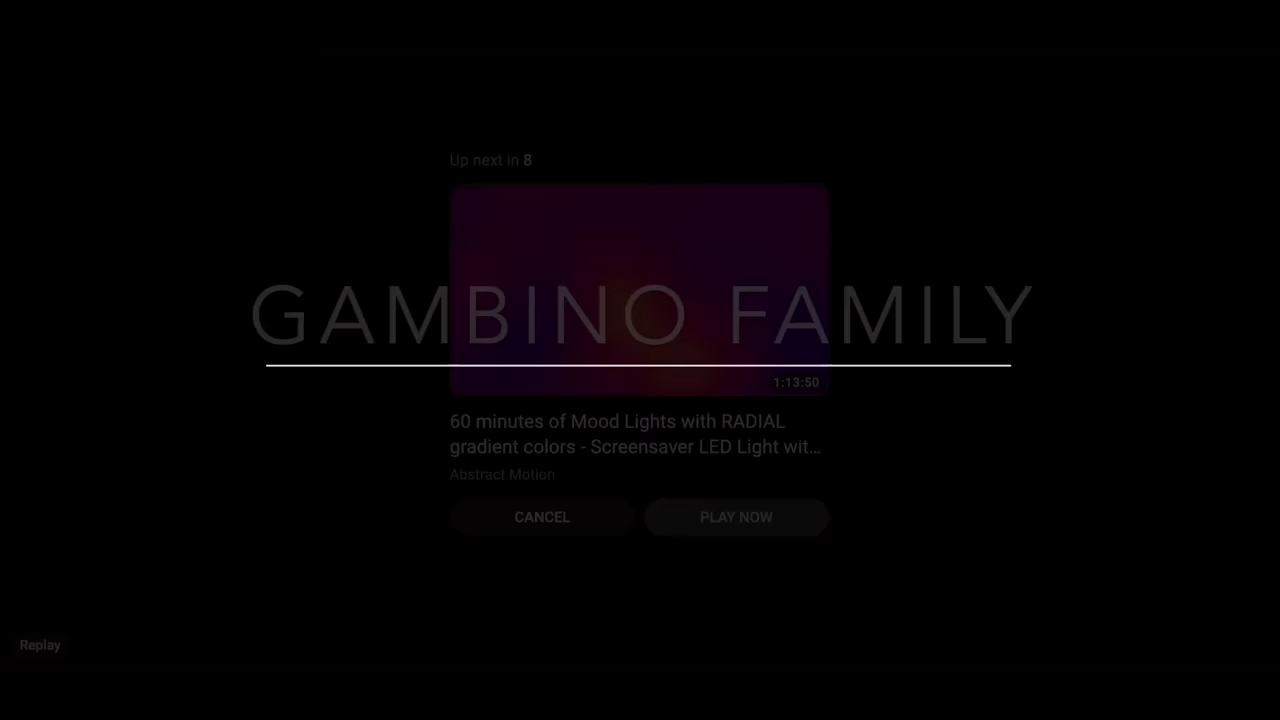 Up next in 8
GAMBINO FAMILY
1:13:50
60 minutes of Mood Lights with RADIAL
gradient colors - Screensaver LED Light wit...
Abstract Motion
CANCEL
PLAY NOW
Replay